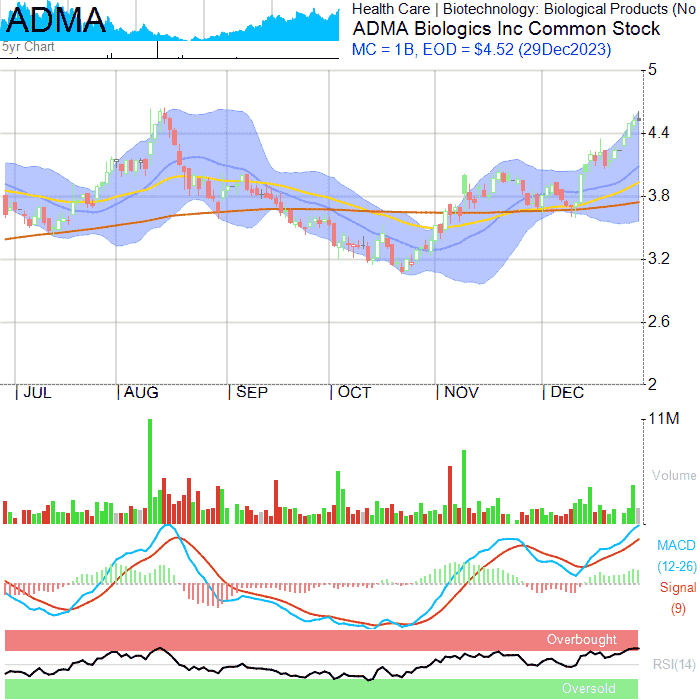 ADMA
5yr Chart
Health Care | Biotechnology: Biological Products (No
ADMA Biologics Inc Common Stock
MC = 1B, EOD = $4.52 (29Dec2023)
5
4.4
3.8
3.2
2.6
2
| JUL | AUG | SEP | OCT | NOV | DEC
11M
Volume
MACD
(12-26)
Signal
(9)
Overbought
RSI(14)
Oversold